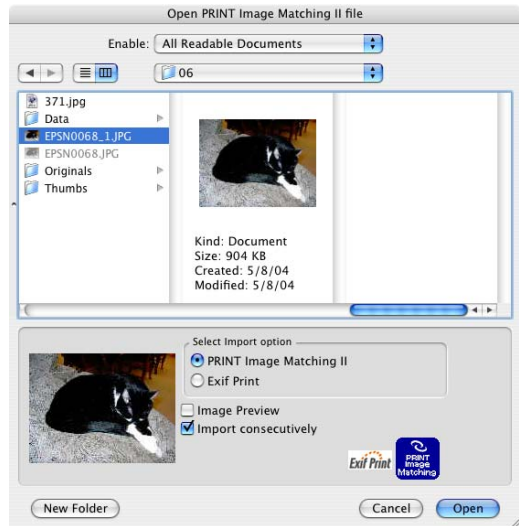 Open PRINT Image Matching II file
Enable: All Readable Documents
06
371.jpg
Data
EPSN0068_1.JPG
EPSN0068.JPG
Originals
Thumbs
Kind: Document
Size: 904 KB
Created: 5/8/04
Modified: 5/8/04
Select Import option
PRINT Image Matching II
Exif Print
Image Preview
Import consecutively
Exif Print
PRINT
Image
Matching
New Folder
Cancel
Open